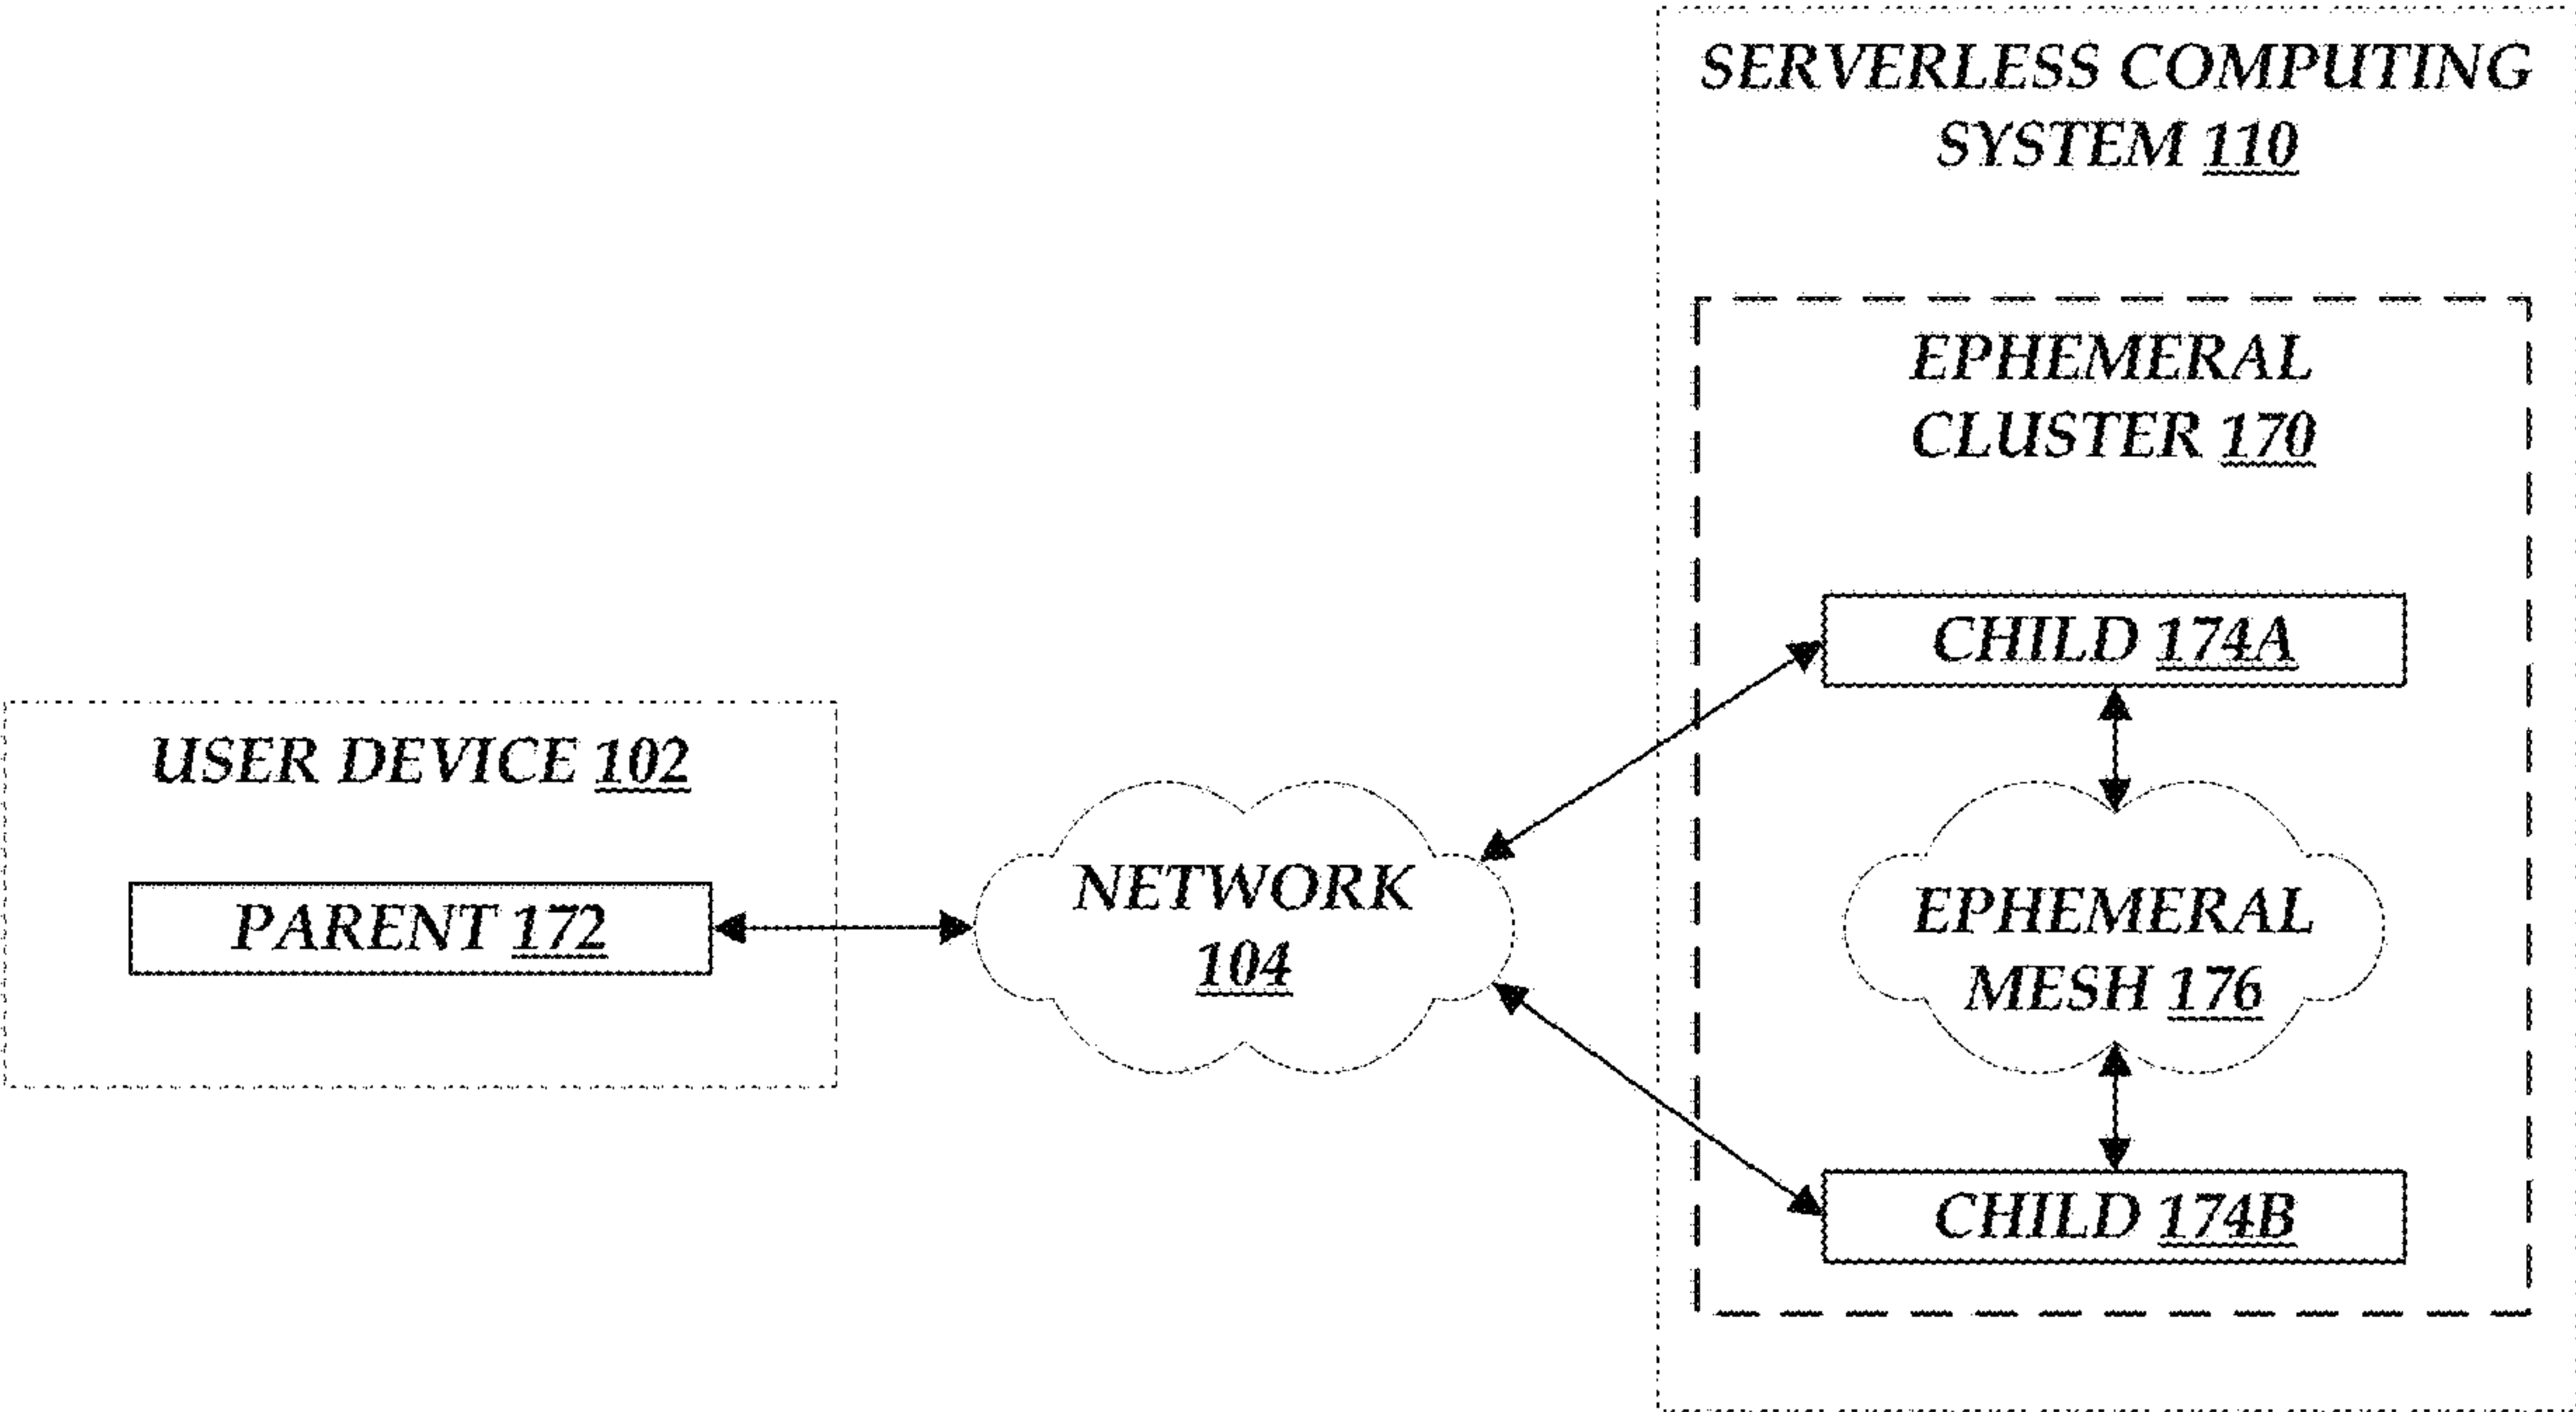 SERVERLESS COMPUTING
SYSTEM 110
EPHEMERAL
CLUSTER 170
CHILD 174A
USER DEVICE 102
PARENT 172
NETWORK
104
EPHEMERAL
MESH 176
CHILD 174B